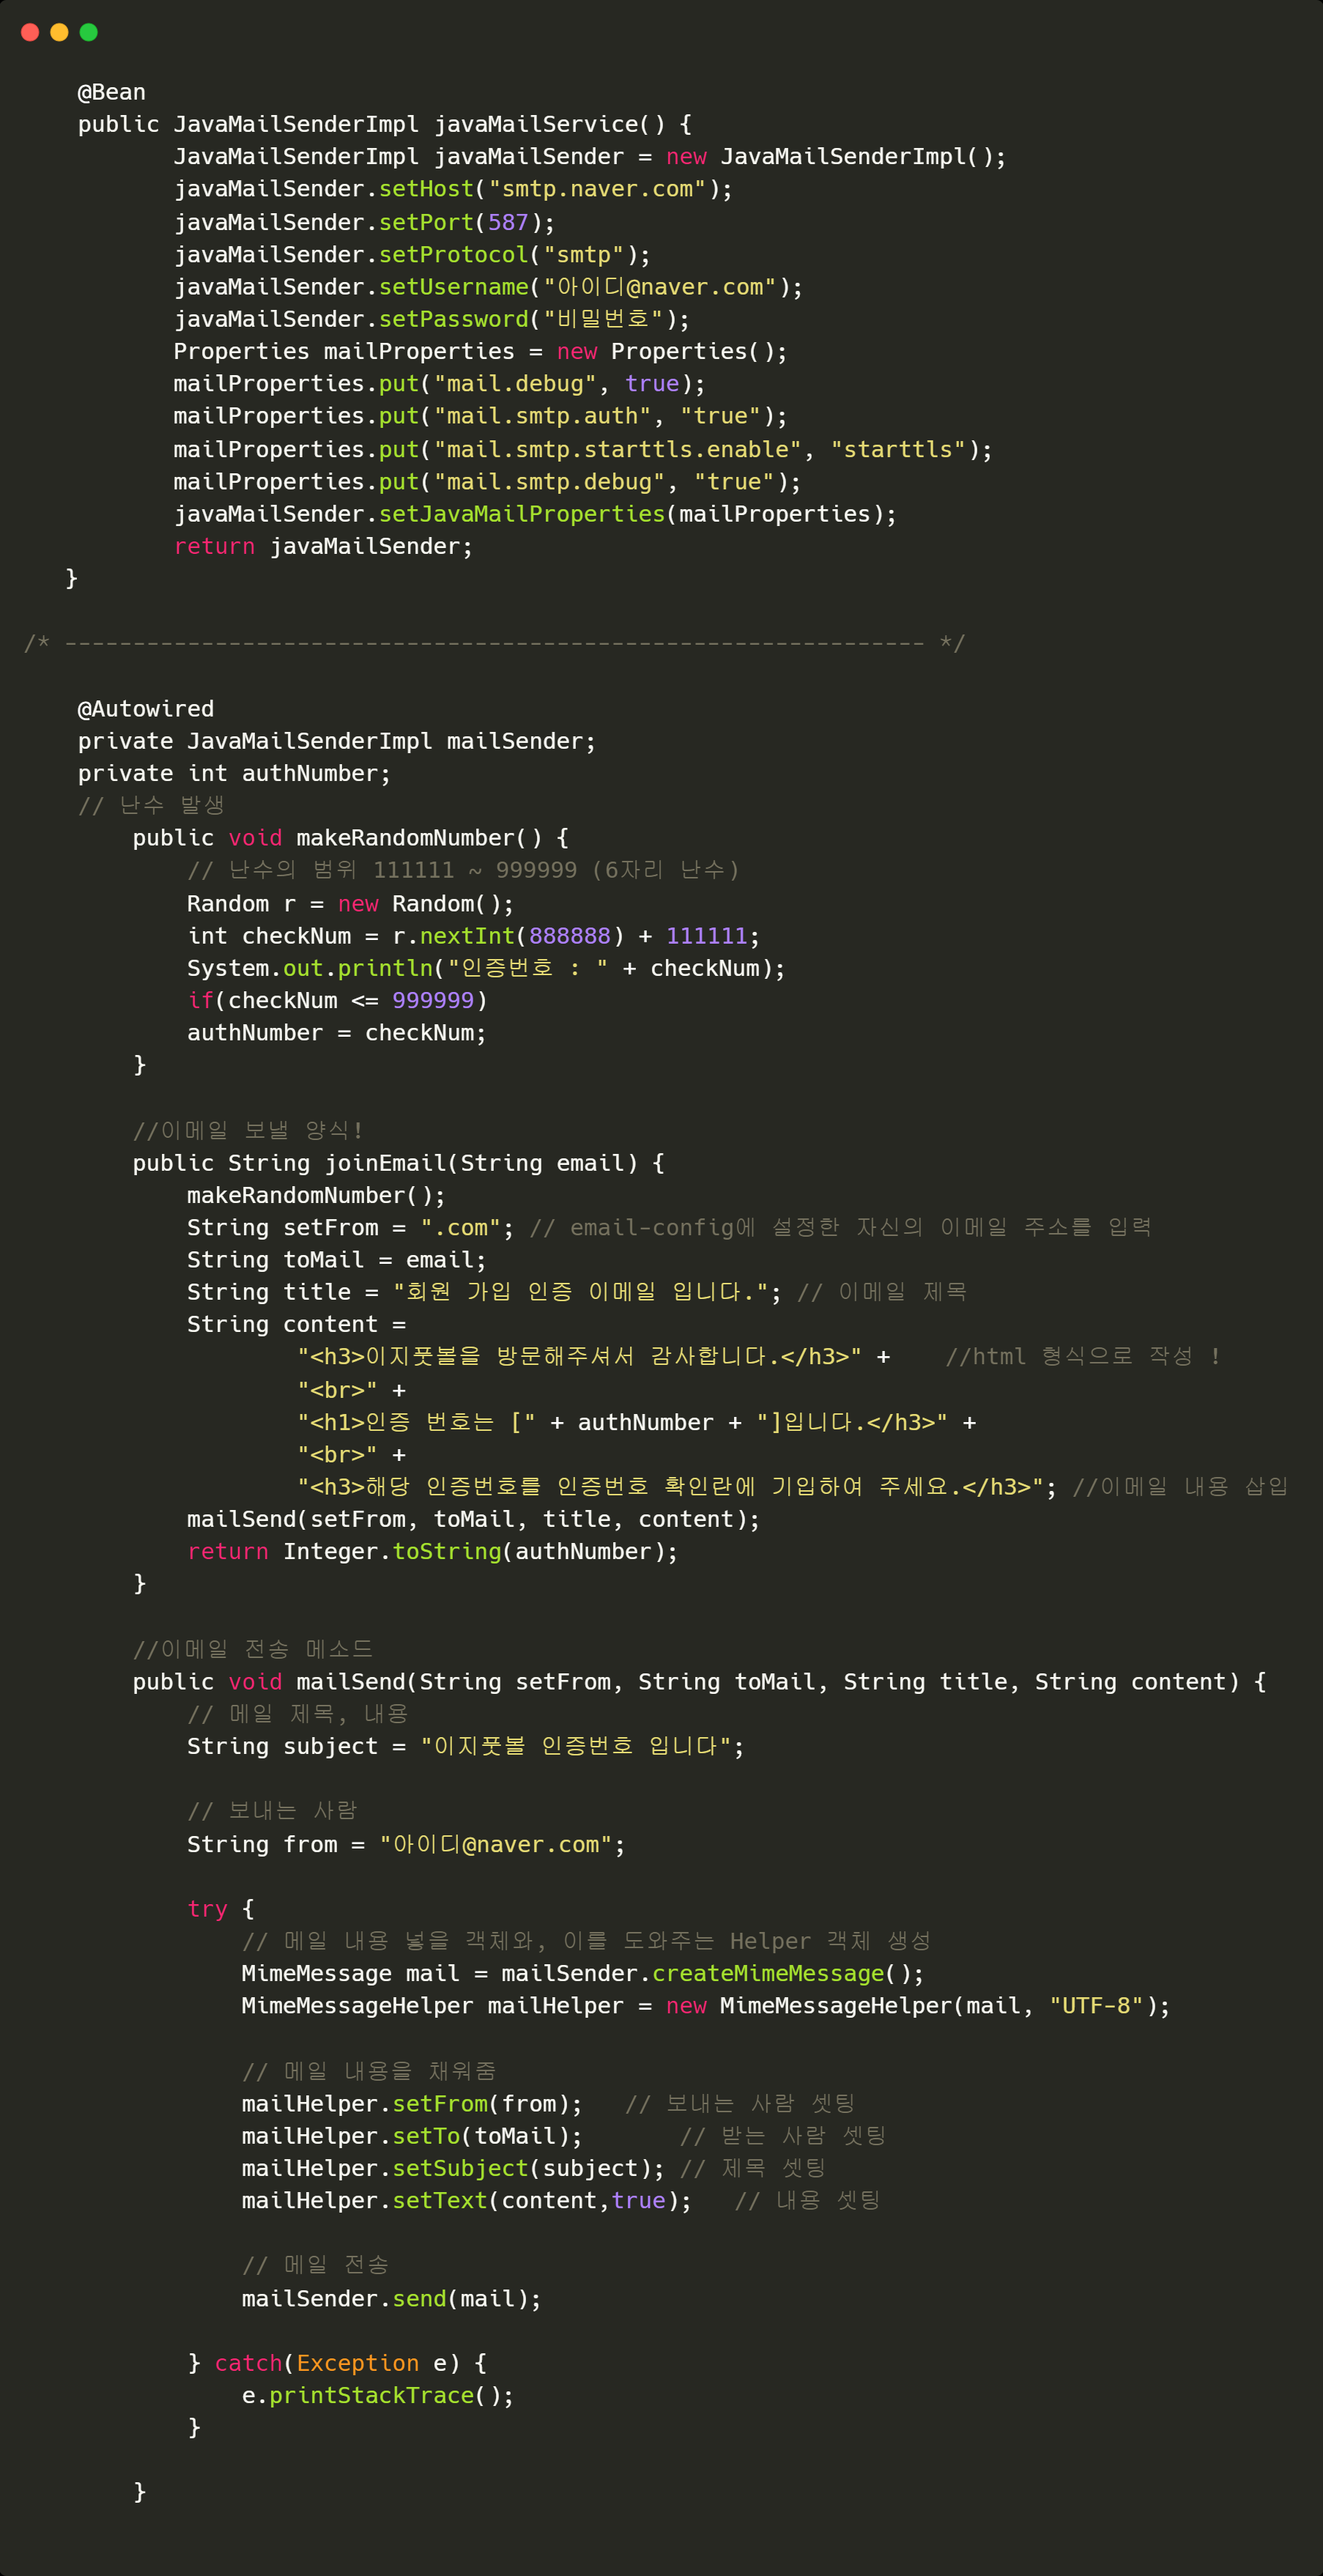 @Bean
public JavaMailSenderImpl javaMailService() {
JavaMailSenderImpl javaMailSender = new JavaMailSenderImpl();
javaMailSender.setHost("smtp.naver.com");
javaMailSender.setPort(587);
javaMailSender.setProtocol("smtp");
javaMailSender.setUsername("아이디@naver.com");
javaMailSender.setPassword("비밀번호");
Properties mailProperties = new Properties();
mailProperties.put("mail.debug", true);
mailProperties.put("mail.smtp.auth", "true");
mailProperties.put("mail.smtp.starttls.enable", "starttls");
mailProperties.put("mail.smtp.debug", "true");
javaMailSender.setJavaMailProperties(mailProperties);
return javaMailSender;
}
/* --------------------------------------------------------------- */
@Autowired
private JavaMailSenderImpl mailSender;
private int authNumber;
// 난수 발생
public void makeRandomNumber() {
// 난수의 범위 111111 ~ 999999 (6자리 난수)
Random r = new Random();
int checkNum = r.nextInt(888888) + 111111;
System.out.println("인증번호 : " + checkNum);
if(checkNum <= 999999)
authNumber = checkNum;
}
//이메일 보낼 양식!
public String joinEmail(String email) {
makeRandomNumber();
String setFrom = ".com"; // email-config에 설정한 자신의 이메일 주소를 입력
String toMail = email;
String title = "회원 가입 인증 이메일 입니다."; // 이메일 제목
String content =
"<h3>이지풋볼을 방문해주셔서 감사합니다.</h3>" + //html 형식으로 작성 !
"<br>" +
"<h1>인증 번호는 [" + authNumber + "]입니다.</h3>" +
"<br>" +
"<h3>해당 인증번호를 인증번호 확인란에 기입하여 주세요.</h3>"; //이메일 내용 삽입
mailSend(setFrom, toMail, title, content);
return Integer.toString(authNumber);
}
//이메일 전송 메소드
public void mailSend(String setFrom, String toMail, String title, String content) {
// 메일 제목, 내용
String subject = "이지풋볼 인증번호 입니다";
// 보내는 사람
String from = "아이디@naver.com";
try {
// 메일 내용 넣을 객체와, 이를 도와주는 Helper 객체 생성
MimeMessage mail = mailSender.createMimeMessage();
MimeMessageHelper mailHelper = new MimeMessageHelper(mail, "UTF-8");
// 메일 내용을 채워줌
mailHelper.setFrom(from); // 보내는 사람 셋팅
mailHelper.setTo(toMail); // 받는 사람 셋팅
mailHelper.setSubject(subject); // 제목 셋팅
mailHelper.setText(content,true); // 내용 셋팅
// 메일 전송
mailSender.send(mail);
} catch(Exception e) {
e.printStackTrace();
}
}